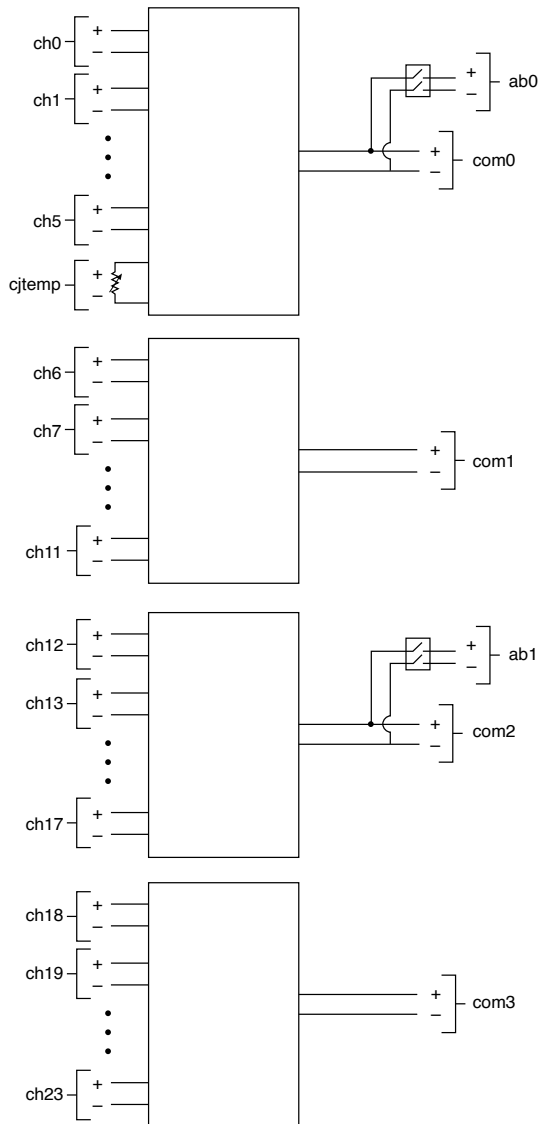 ch0 + –
ch1 + –
ch5 + –
cjtemp + –
+ – ab0
+ – com0
ch6 + –
ch7 + –
ch11 + –
+ – com1
ch12 + –
ch13 + –
ch17 + –
+ – ab1
+ – com2
ch18 + –
ch19 + –
ch23 + –
+ – com3